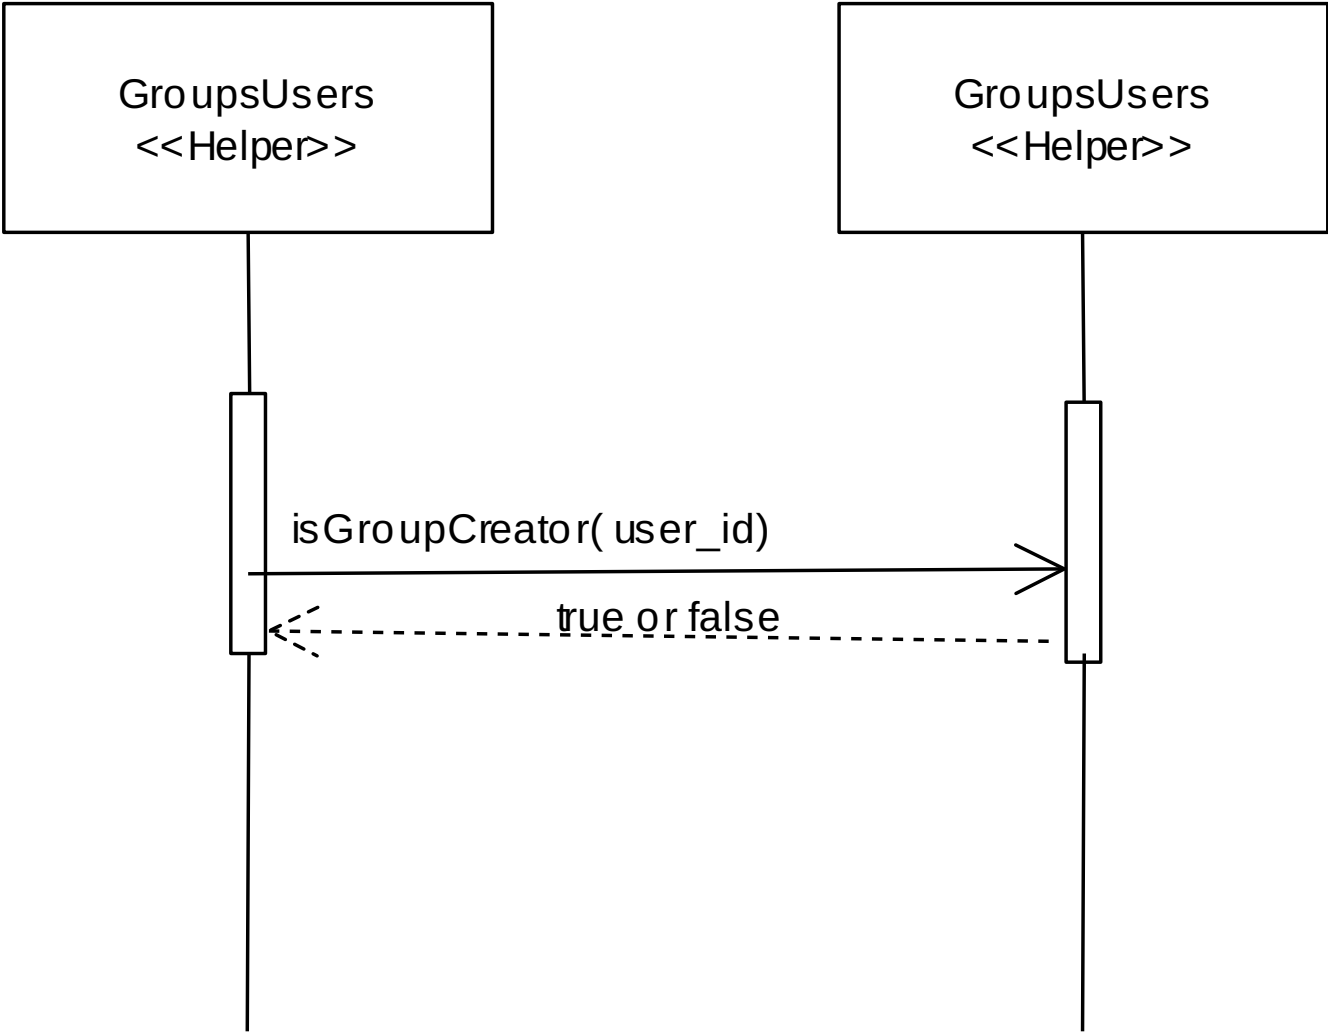 GroupsUsers
<<Helper>>
GroupsUsers
<<Helper>>
isGroupCreator( user_id)
true or false